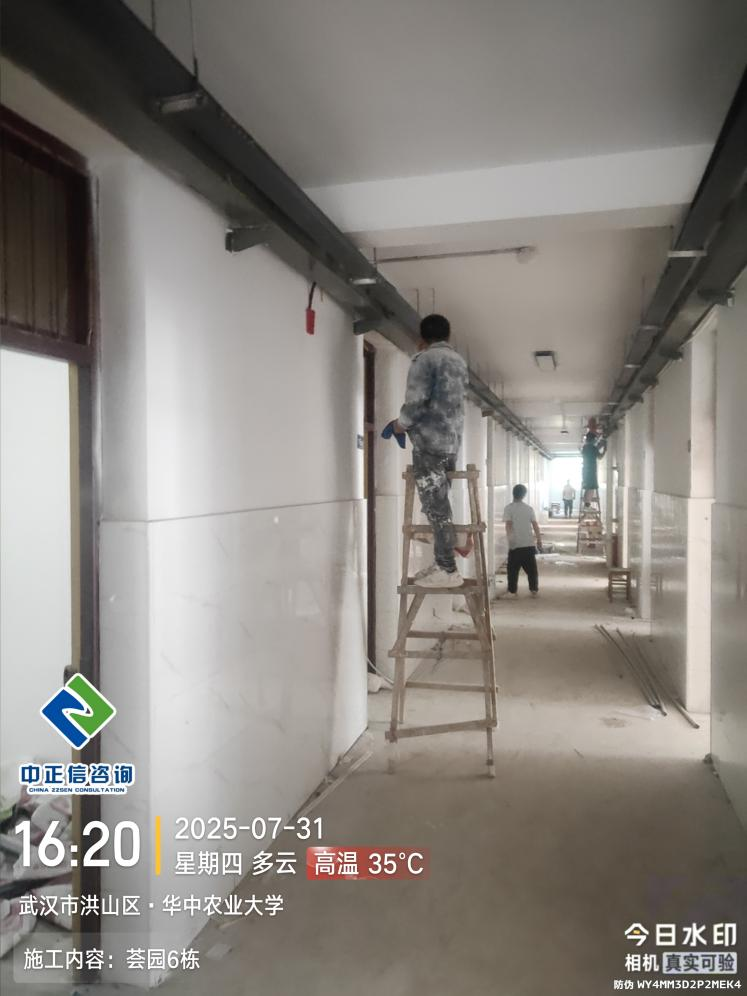 中正信咨询
CHINA ZZSEN CONSULTATION
16:20
2025-07-31
星期四 多云 高温 35°C
武汉市洪山区·华中农业大学
施工内容：荟园6栋
今日水印
相机 真实可验
防伪 WY4MM3D2P2MEK4